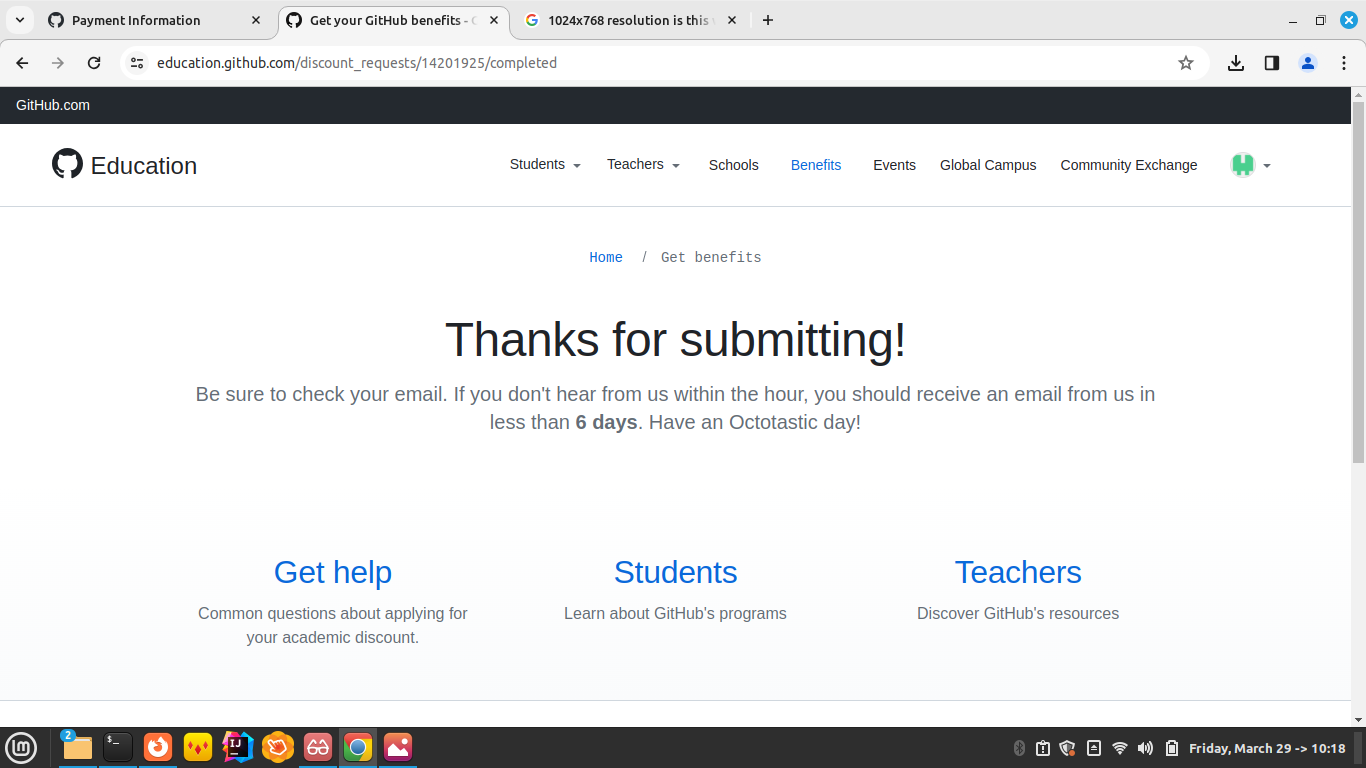 Payment Information
Get your GitHub benefits -
1024x768 resolution is this
education.github.com/discount_requests/14201925/completed
GitHub.com
Education
Students
Teachers
Schools
Benefits
Events
Global Campus
Community Exchange
Home / Get benefits
Thanks for submitting!
Be sure to check your email. If you don't hear from us within the hour, you should receive an email from us in
less than 6 days. Have an Octotastic day!
Get help
Common questions about applying for
your academic discount.
Students
Learn about GitHub's programs
Teachers
Discover GitHub's resources
2
$_
IJ
Friday, March 29 -> 10:18